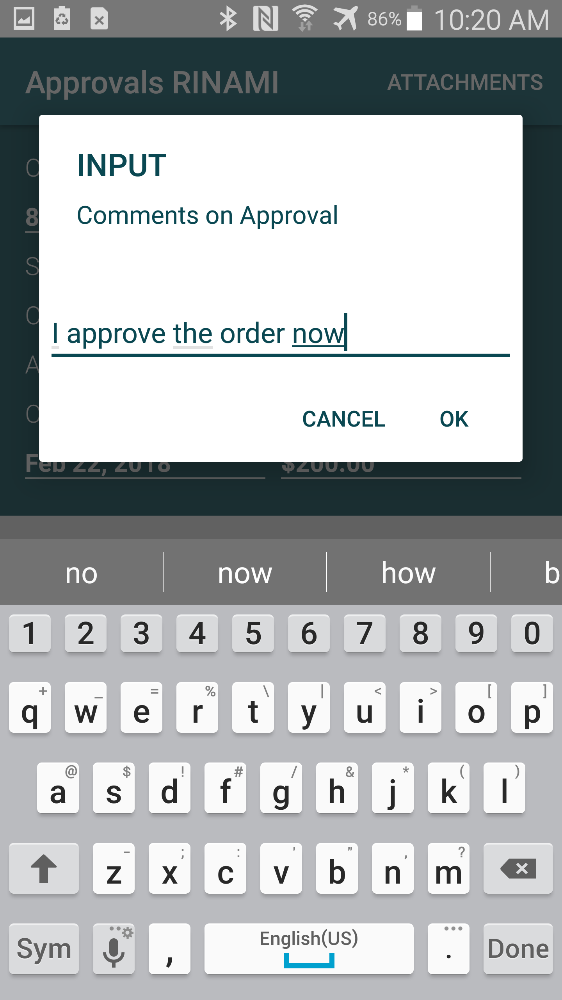 86% 10:20 AM
Approvals RINAMI ATTACHMENTS
INPUT
Comments on Approval
8
S
A
I approve the order now
CANCEL OK
Feb 22, 2018 $200.00
no now how b
1 2 3 4 5 6 7 8 9 0
+ _ = % \ | < > [ ]
q w e r t y u i o p
@ $ ! # / & * ( )
a s d f g h j k l
- ; : ' " , ?
z x c v b n m
English(US)
Sym , . Done